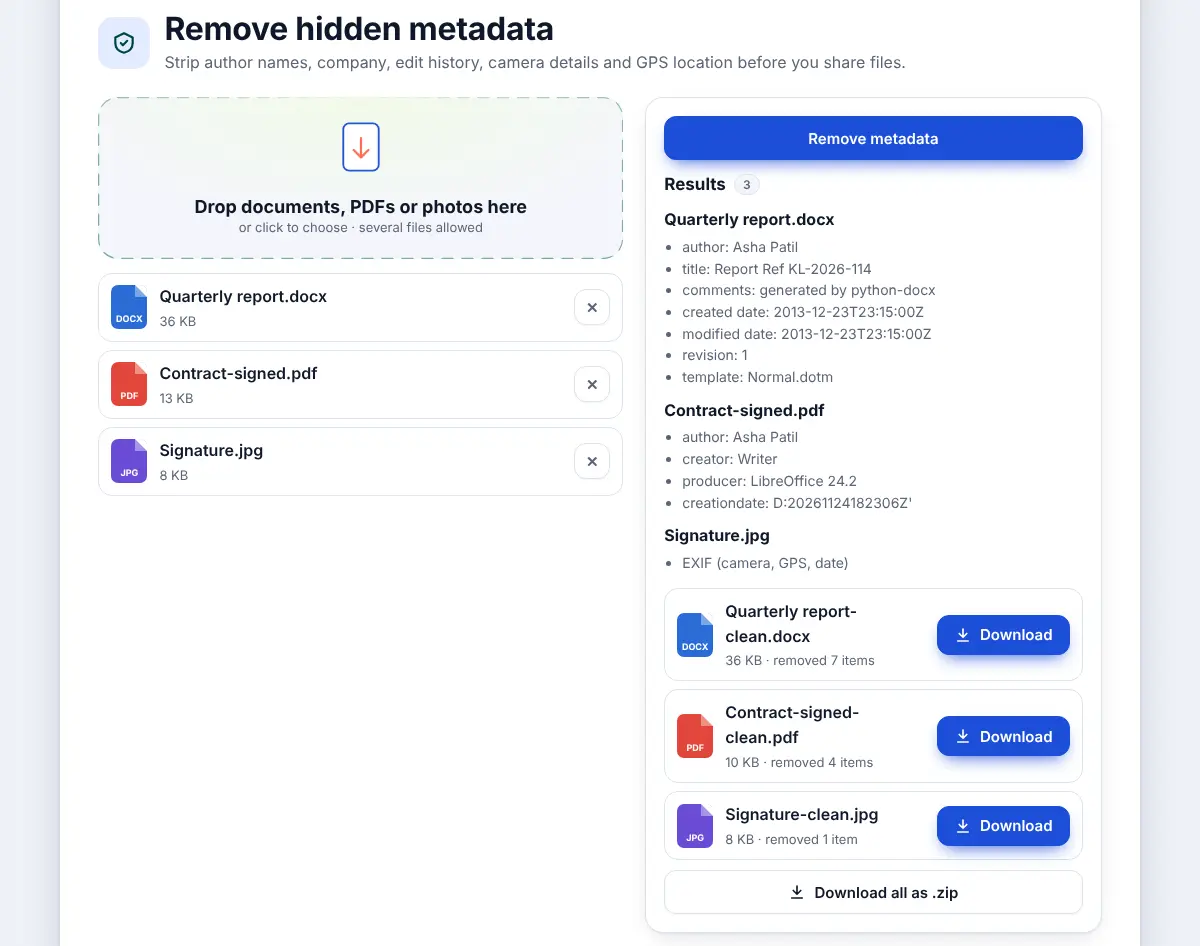 Remove hidden metadata
Strip author names, company, edit history, camera details and GPS location before you share files.
Drop documents, PDFs or photos here
or click to choose · several files allowed
DOCX
Quarterly report.docx
36 KB
PDF
Contract-signed.pdf
13 KB
JPG
Signature.jpg
8 KB
Remove metadata
Results 3
Quarterly report.docx
• author: Asha Patil
• title: Report Ref KL-2026-114
• comments: generated by python-docx
• created date: 2013-12-23T23:15:00Z
• modified date: 2013-12-23T23:15:00Z
• revision: 1
• template: Normal.dotm
Contract-signed.pdf
• author: Asha Patil
• creator: Writer
• producer: LibreOffice 24.2
• creationdate: D:20261124182306Z'
Signature.jpg
• EXIF (camera, GPS, date)
DOCX
Quarterly report-
clean.docx
36 KB · removed 7 items
Download
PDF
Contract-signed-
clean.pdf
10 KB · removed 4 items
Download
JPG
Signature-clean.jpg
8 KB · removed 1 item
Download
Download all as .zip